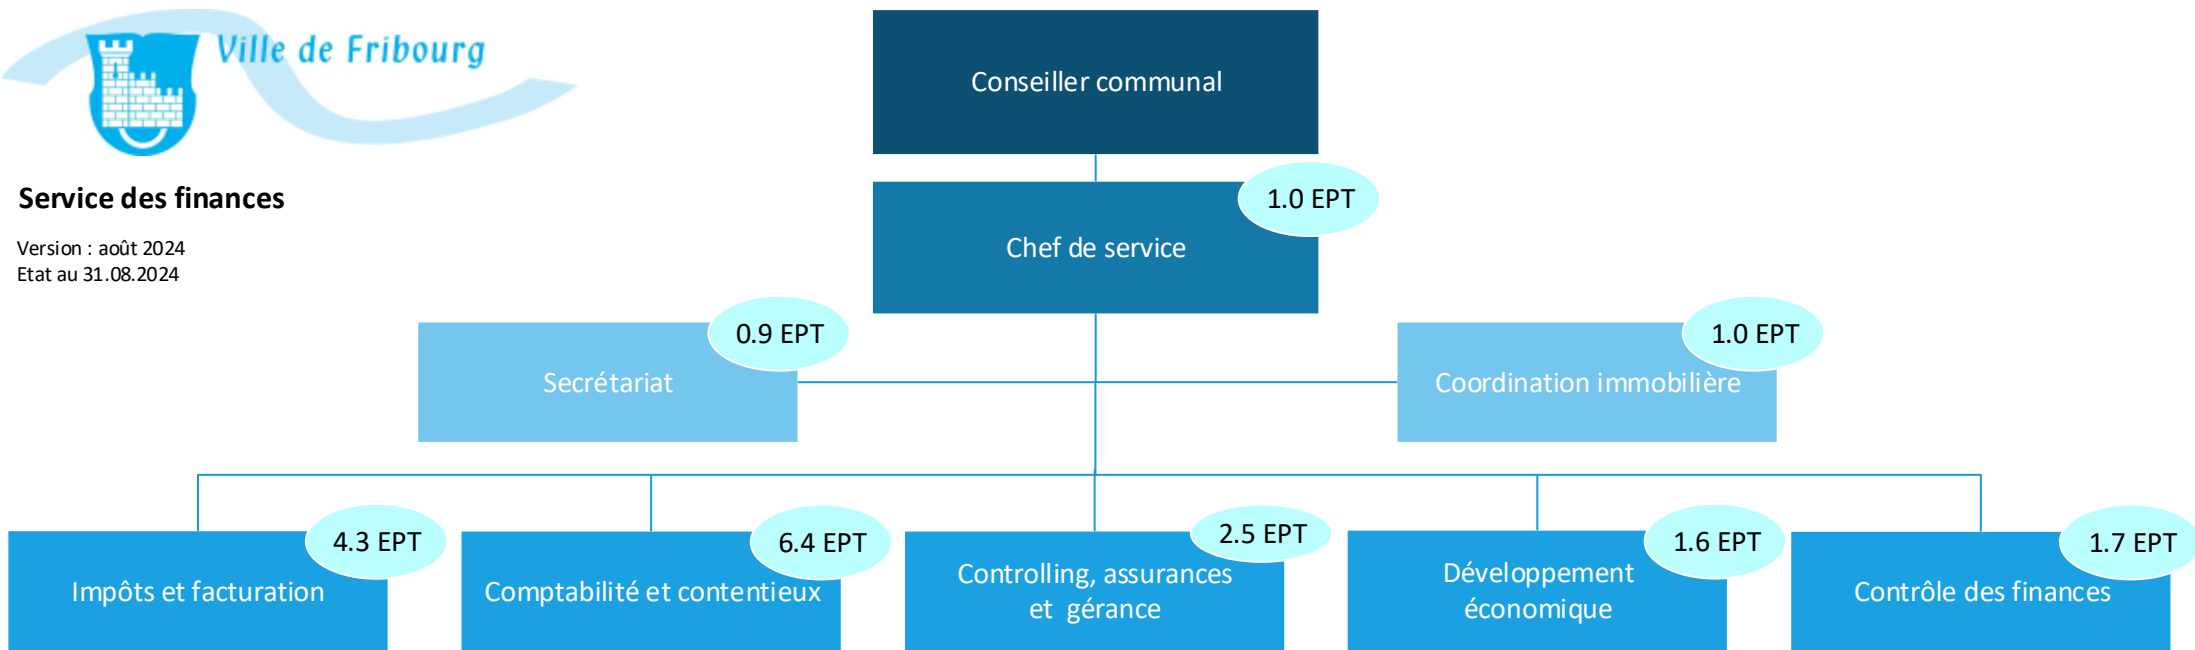 Ville de Fribourg
Conseiller communal
Service des finances
1.0 EPT
Chef de service
Version : août 2024
Etat au 31.08.2024
0.9 EPT
Secrétariat
1.0 EPT
Coordination immobilière
4.3 EPT
Impôts et facturation
6.4 EPT
Comptabilité et contentieux
2.5 EPT
Controlling, assurances
et gérance
1.6 EPT
Développement
économique
1.7 EPT
Contrôle des finances